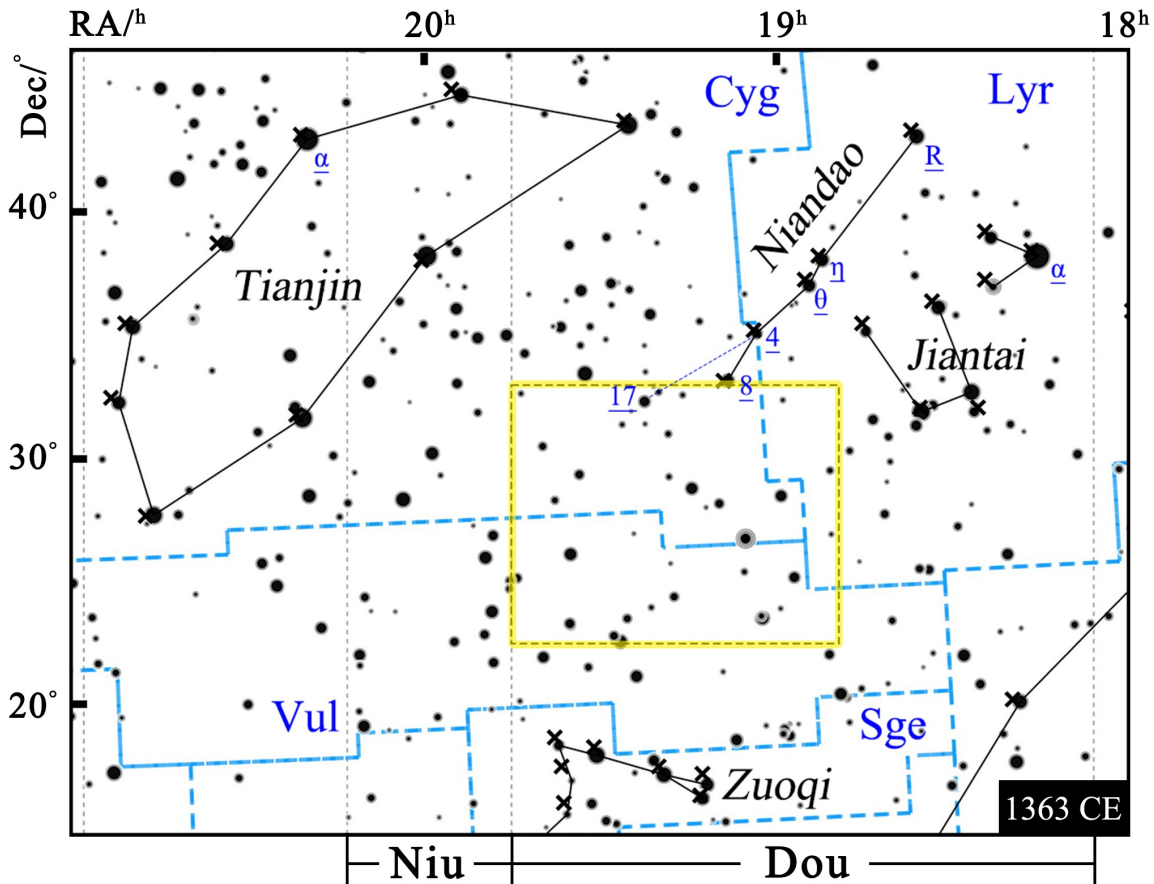 RA/ʰ 20ʰ 19ʰ 18ʰ
Dec/°
Cyg
Lyr
Niandao
R
α
40°
η
α
Tianjin
θ
4
Jiantai
8
17
30°
20°
Vul
Sge
Zuoqi
1363 CE
Niu
Dou